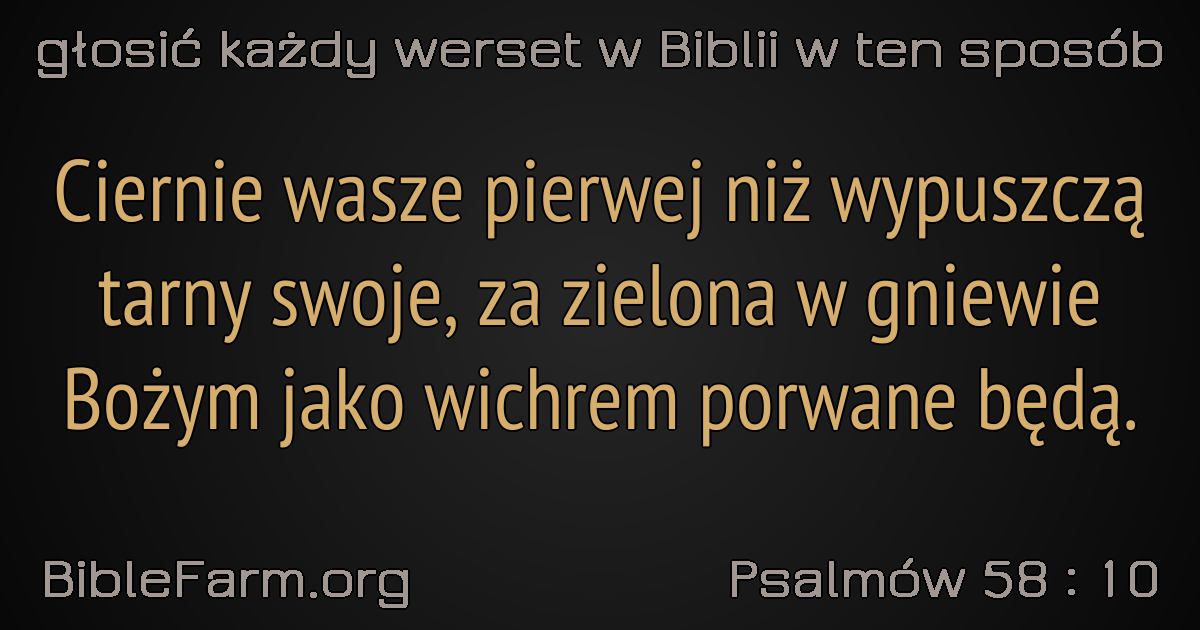 głosić każdy werset w Biblii w ten sposób
Ciernie wasze pierwej niż wypuszczą
tarny swoje, za zielona w gniewie
Bożym jako wichrem porwane będą.
BibleFarm.org
Psalmów 58 : 10